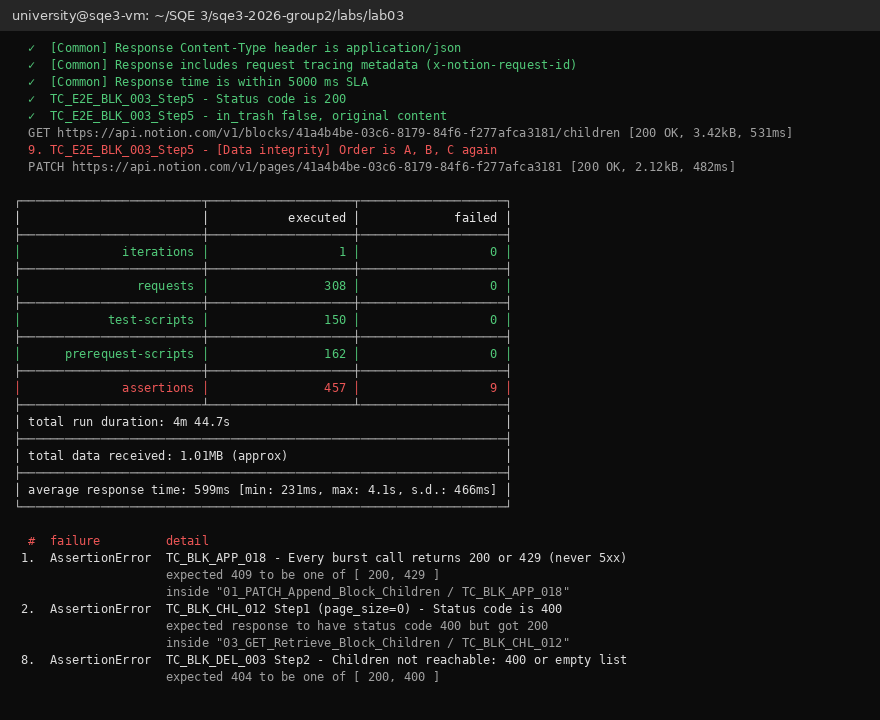 university@sqe3-vm: ~/SQE 3/sqe3-2026-group2/labs/lab03
✓ [Common] Response Content-Type header is application/json
✓ [Common] Response includes request tracing metadata (x-notion-request-id)
✓ [Common] Response time is within 5000 ms SLA
✓ TC_E2E_BLK_003_Step5 - Status code is 200
✓ TC_E2E_BLK_003_Step5 - in_trash false, original content
GET https://api.notion.com/v1/blocks/41a4b4be-03c6-8179-84f6-f277afca3181/children [200 OK, 3.42kB, 531ms]
9. TC_E2E_BLK_003_Step5 - [Data integrity] Order is A, B, C again
PATCH https://api.notion.com/v1/pages/41a4b4be-03c6-8179-84f6-f277afca3181 [200 OK, 2.12kB, 482ms]
executed failed
iterations 1 0
requests 308 0
test-scripts 150 0
prerequest-scripts 162 0
assertions 457 9
total run duration: 4m 44.7s
total data received: 1.01MB (approx)
average response time: 599ms [min: 231ms, max: 4.1s, s.d.: 466ms]
# failure detail
1. AssertionError TC_BLK_APP_018 - Every burst call returns 200 or 429 (never 5xx)
expected 409 to be one of [ 200, 429 ]
inside "01_PATCH_Append_Block_Children / TC_BLK_APP_018"
2. AssertionError TC_BLK_CHL_012 Step1 (page_size=0) - Status code is 400
expected response to have status code 400 but got 200
inside "03_GET_Retrieve_Block_Children / TC_BLK_CHL_012"
8. AssertionError TC_BLK_DEL_003 Step2 - Children not reachable: 400 or empty list
expected 404 to be one of [ 200, 400 ]